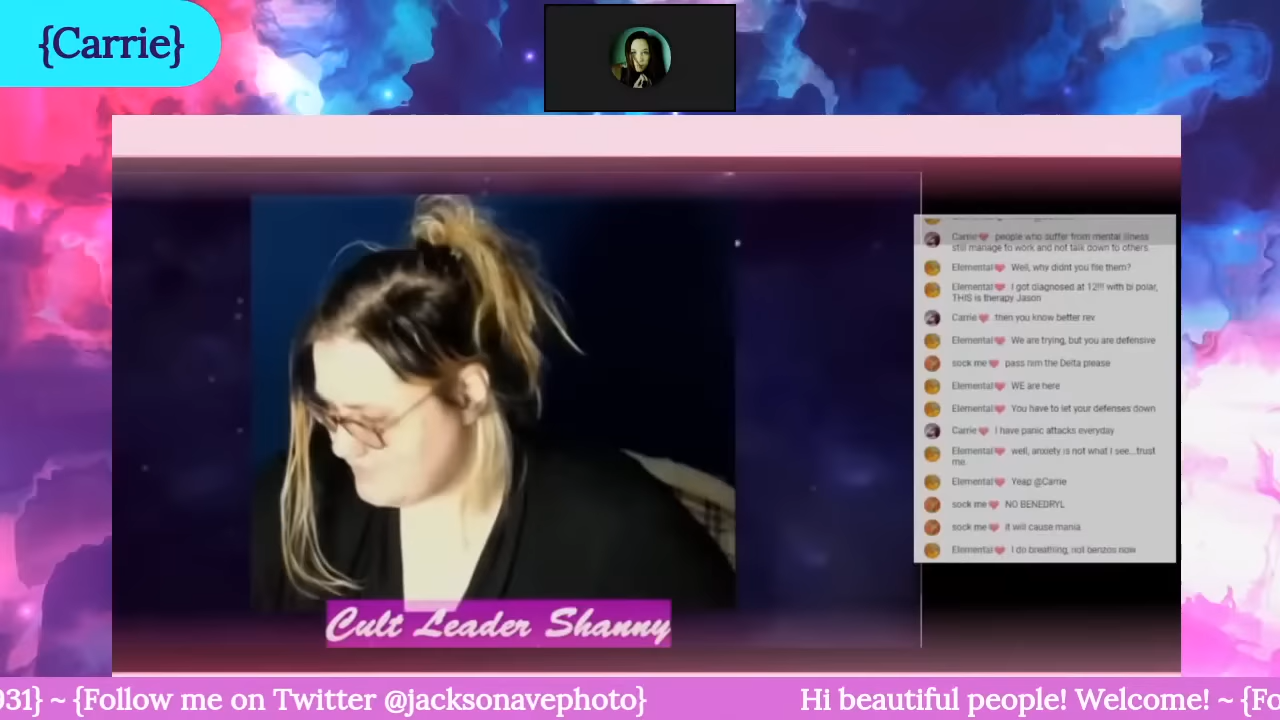 {Carrie}
Carrie people who suffer from mental illness
still manage to work and not talk down to others.
Elemental Well, why didnt you file them?
Elemental I got diagnosed at 12!!! with bi polar,
THIS is therapy Jason
Carrie then you know better rev
Elemental We are trying, but you are defensive
sock me pass him the Delta please
Elemental WE are here
Elemental You have to let your defenses down
Carrie I have panic attacks everyday
Elemental well, anxiety is not what I see...trust
me.
Elemental Yeap @Carrie
sock me NO BENEDRYL
sock me it will cause mania
Elemental I do breathing, not benzos now
Cult Leader Shanny
931} ~ {Follow me on Twitter @jacksonavephoto} Hi beautiful people! Welcome! ~ {Fo